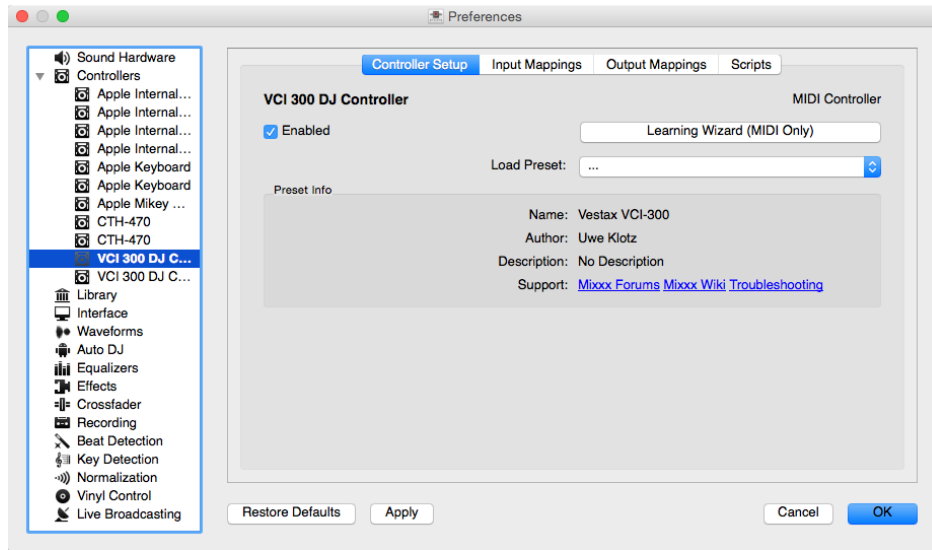 Preferences
Sound Hardware
Controllers
Apple Internal...
Apple Internal...
Apple Internal...
Apple Internal...
Apple Keyboard
Apple Keyboard
Apple Mikey ...
CTH-470
CTH-470
VCI 300 DJ C...
VCI 300 DJ C...
Library
Interface
Waveforms
Auto DJ
Equalizers
Effects
Crossfader
Recording
Beat Detection
Key Detection
Normalization
Vinyl Control
Live Broadcasting
Controller Setup Input Mappings Output Mappings Scripts
VCI 300 DJ Controller MIDI Controller
Enabled Learning Wizard (MIDI Only)
Load Preset: ...
Preset Info
Name: Vestax VCI-300
Author: Uwe Klotz
Description: No Description
Support: Mixxx Forums Mixxx Wiki Troubleshooting
Restore Defaults Apply Cancel OK